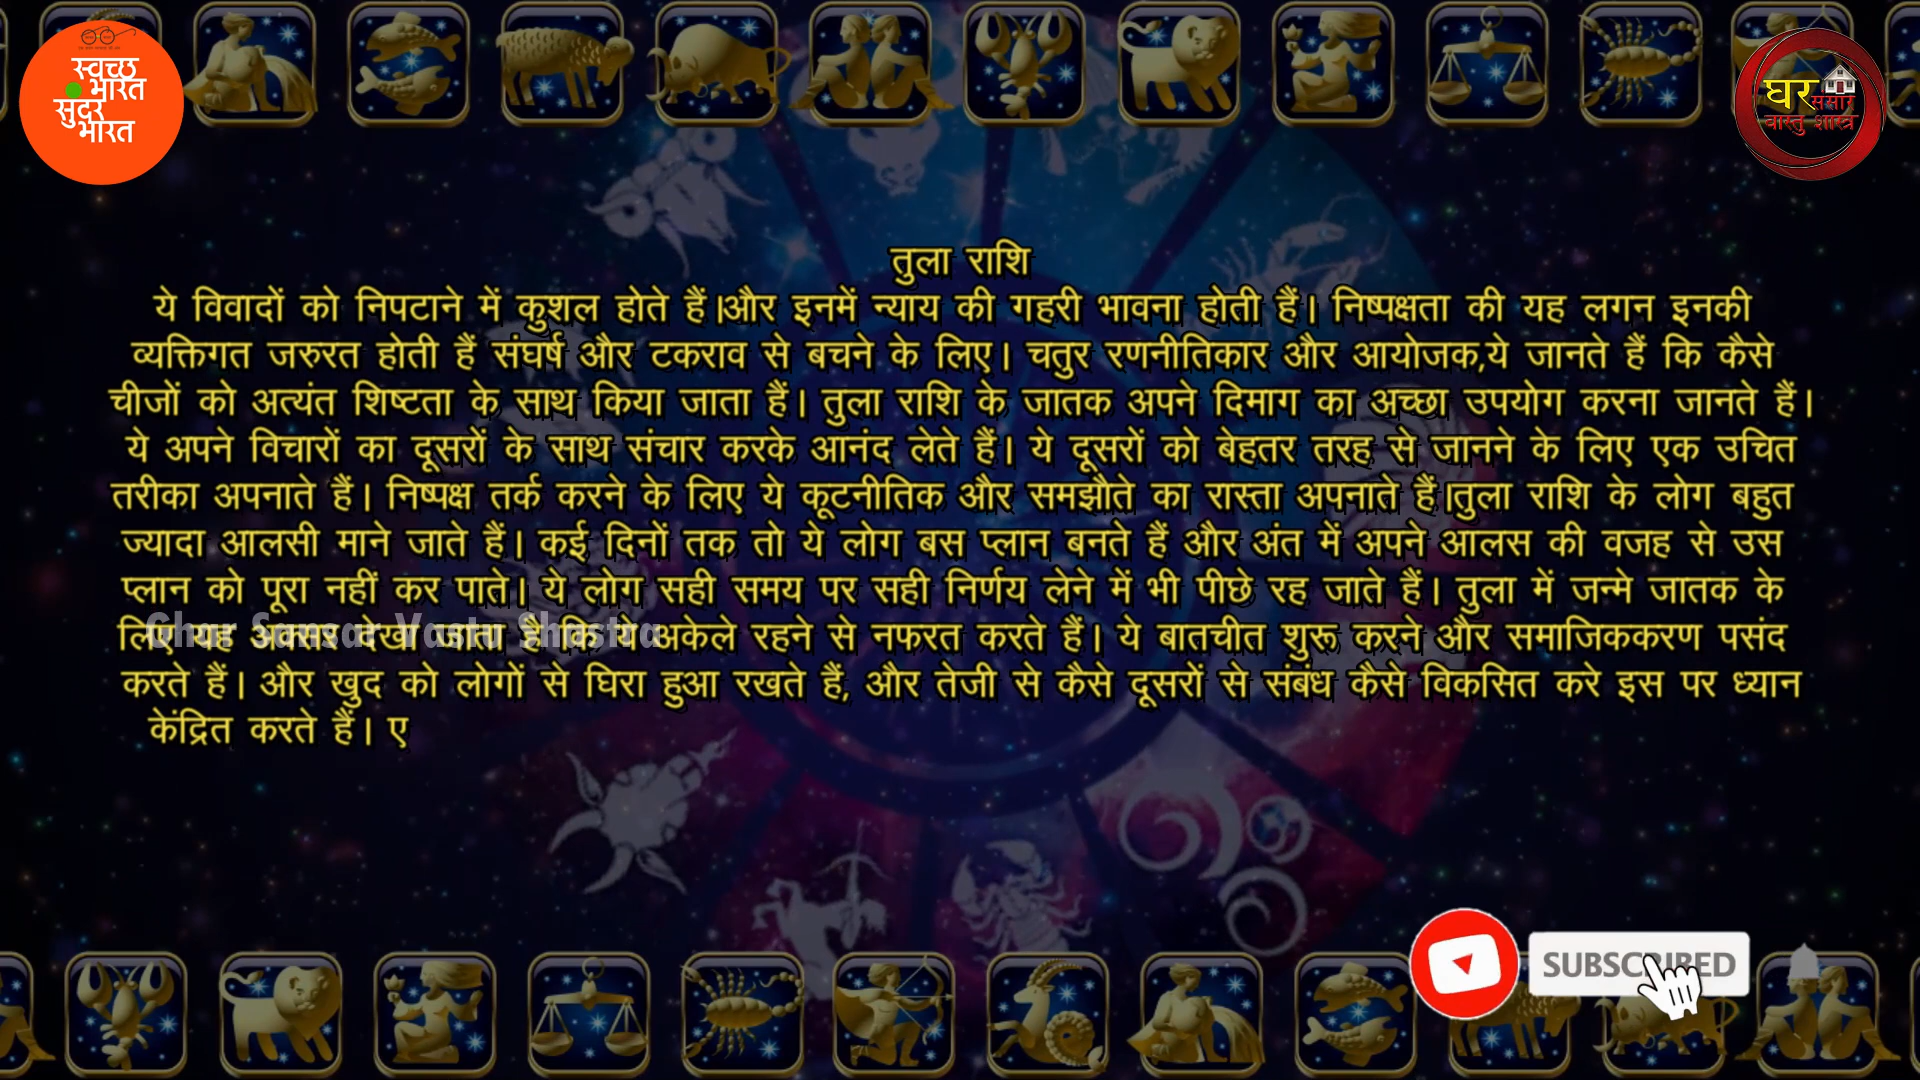 स्वच्छ
भारत
सुंदर
भारत
घर
संसार
वास्तु शास्त्र
तुला राशि
ये विवादों को निपटाने में कुशल होते हैं।और इनमें न्याय की गहरी भावना होती हैं। निष्पक्षता की यह लगन इनकी
व्यक्तिगत जरुरत होती हैं संघर्ष और टकराव से बचने के लिए। चतुर रणनीतिकार और आयोजक,ये जानते हैं कि कैसे
चीजों को अत्यंत शिष्टता के साथ किया जाता हैं। तुला राशि के जातक अपने दिमाग का अच्छा उपयोग करना जानते हैं।
ये अपने विचारों का दूसरों के साथ संचार करके आनंद लेते हैं। ये दूसरों को बेहतर तरह से जानने के लिए एक उचित
तरीका अपनाते हैं। निष्पक्ष तर्क करने के लिए ये कूटनीतिक और समझौते का रास्ता अपनाते हैं।तुला राशि के लोग बहुत
ज्यादा आलसी माने जाते हैं। कई दिनों तक तो ये लोग बस प्लान बनते हैं और अंत में अपने आलस की वजह से उस
प्लान को पूरा नहीं कर पाते। ये लोग सही समय पर सही निर्णय लेने में भी पीछे रह जाते हैं। तुला में जन्मे जातक के
लिए यह अक्सर देखा जाता है कि ये अकेले रहने से नफरत करते हैं। ये बातचीत शुरू करने और समाजिककरण पसंद
करते हैं। और खुद को लोगों से घिरा हुआ रखते हैं, और तेजी से कैसे दूसरों से संबंध कैसे विकसित करे इस पर ध्यान
केंद्रित करते हैं। ए
Ghar Sansar Vastu Shastra
SUBSCRIBED